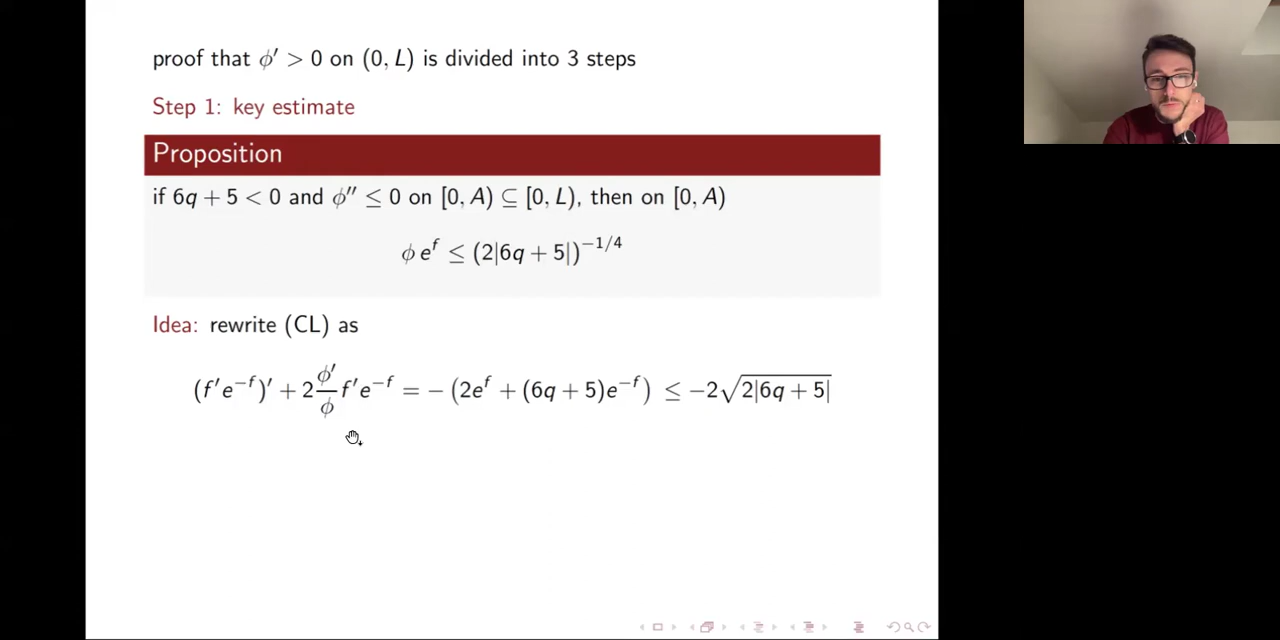 proof that ϕ′ > 0 on (0, L) is divided into 3 steps
Step 1: key estimate
Proposition
if 6q + 5 < 0 and ϕ″ ≤ 0 on [0, A) ⊆ [0, L), then on [0, A)
ϕ e^f ≤ (2|6q + 5|)^{−1/4}
Idea: rewrite (CL) as
(f′e^{−f})′ + 2 \frac{ϕ′}{ϕ} f′e^{−f} = − (2e^f + (6q + 5)e^{−f}) ≤ −2√{2|6q + 5|}